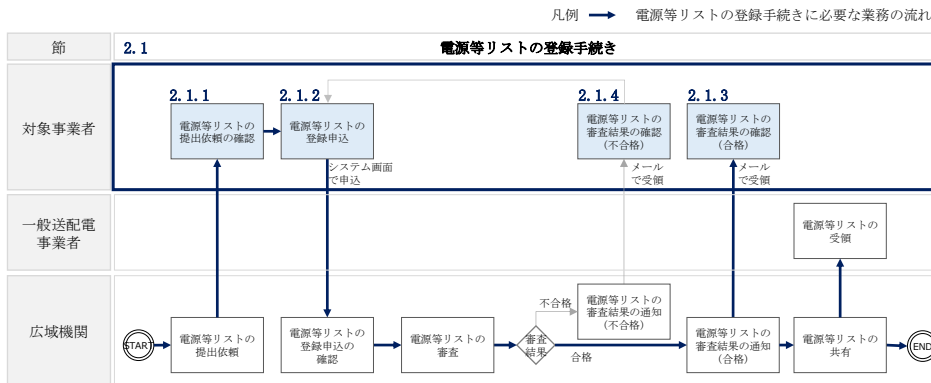 凡例 電源等リストの登録手続きに必要な業務の流れ
節 2.1 電源等リストの登録手続き
対象事業者
2.1.1
電源等リストの
提出依頼の確認
2.1.2
電源等リストの
登録申込
システム画面
で申込
2.1.4
電源等リストの
審査結果の確認
(不合格)
メール
で受領
2.1.3
電源等リストの
審査結果の確認
(合格)
メール
で受領
一般送配電
事業者
電源等リストの
受領
広域機関
START
電源等リストの
提出依頼
電源等リストの
登録申込の
確認
電源等リストの
審査
審査
結果
不合格
合格
電源等リストの
審査結果の通知
(不合格)
電源等リストの
審査結果の通知
(合格)
電源等リストの
共有
END